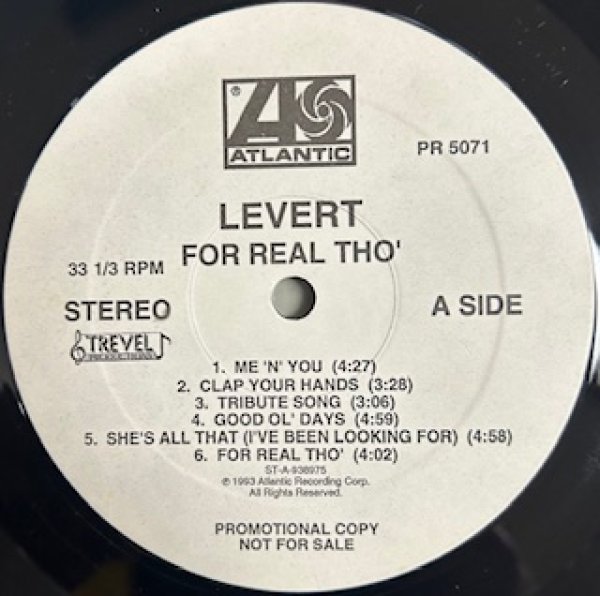 ®
ATLANTIC
PR 5071
LEVERT
FOR REAL THO'
33 1/3 RPM
STEREO
A SIDE
TREVEL
1. ME 'N' YOU (4:27)
2. CLAP YOUR HANDS (3:28)
3. TRIBUTE SONG (3:06)
4. GOOD OL' DAYS (4:59)
5. SHE'S ALL THAT (I'VE BEEN LOOKING FOR) (4:58)
6. FOR REAL THO' (4:02)
ST-A-938975
℗ 1993 Atlantic Recording Corp.
All Rights Reserved.
PROMOTIONAL COPY
NOT FOR SALE